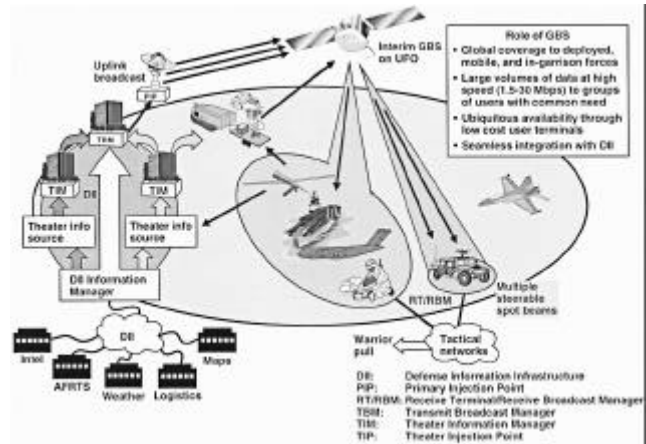 Uplink
broadcast
PIP
Interim GBS
on UFO
Role of GBS
• Global coverage to deployed,
mobile, and in-garrison forces
• Large volumes of data at high
speed (1.5-30 Mbps) to groups
of users with common need
• Ubiquitous availability through
low cost user terminals
• Seamless integration with DII
TBM
TIM
DII
TIM
Theater info
source
Theater info
source
DII Information
Manager
RT/RBM
Multiple
steerable
spot beams
DII
Intel
AFRTS
Weather
Logistics
Maps
Warrior
pull
Tactical
networks
DII: Defense Information Infrastructure
PIP: Primary Injection Point
RT/RBM: Receive Terminal/Receive Broadcast Manager
TBM: Transmit Broadcast Manager
TIM: Theater Information Manager
TIP: Theater Injection Point